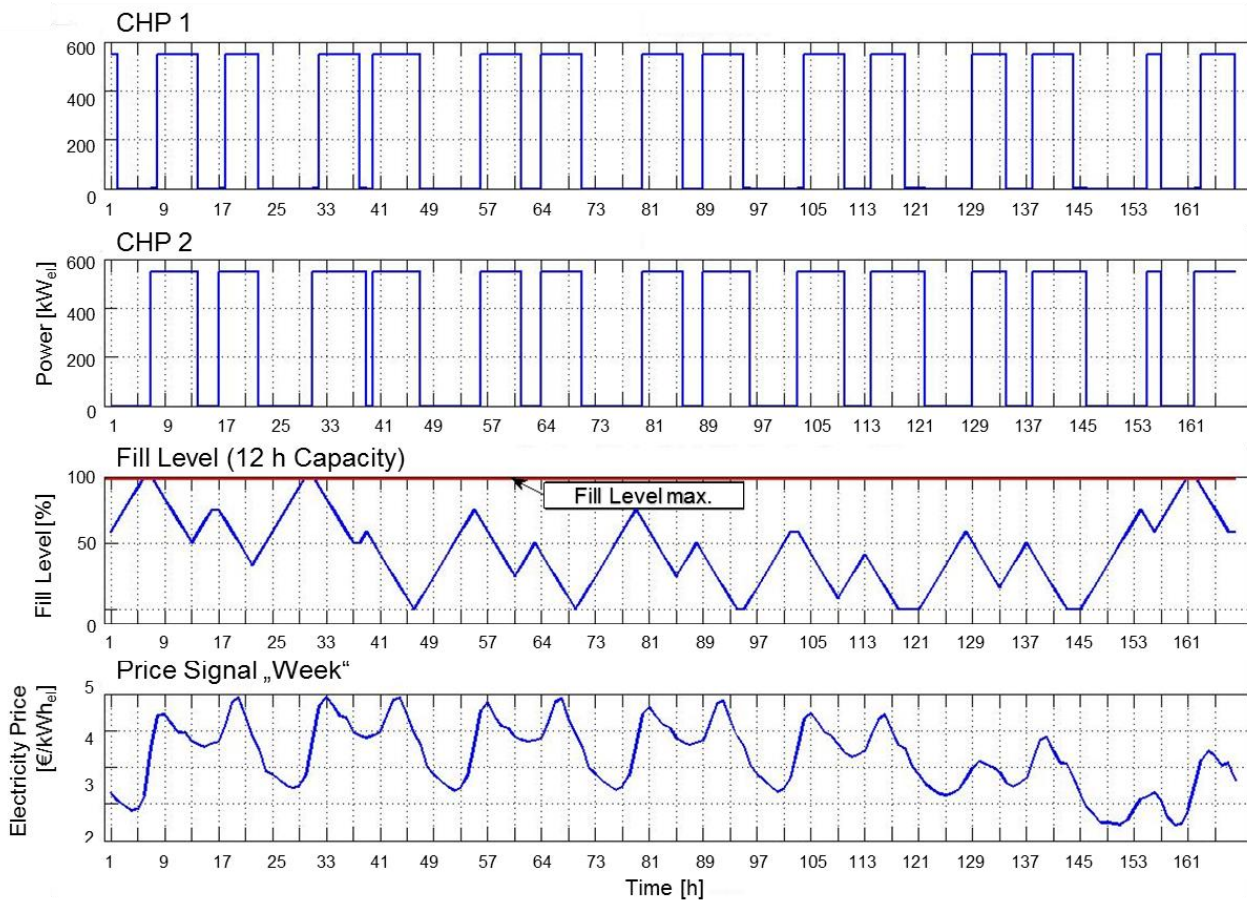 CHP 1
600
400
200
0
1 9 17 25 33 41 49 57 64 73 81 89 97 105 113 121 129 137 145 153 161
CHP 2
Power [kWel]
600
400
200
0
1 9 17 25 33 41 49 57 64 73 81 89 97 105 113 121 129 137 145 153 161
Fill Level (12 h Capacity)
Fill Level [%]
100
50
0
Fill Level max.
1 9 17 25 33 41 49 57 64 73 81 89 97 105 113 121 129 137 145 153 161
Price Signal „Week“
Electricity Price
[€/kWhel]
5
4
3
2
1 9 17 25 33 41 49 57 64 73 81 89 97 105 113 121 129 137 145 153 161
Time [h]